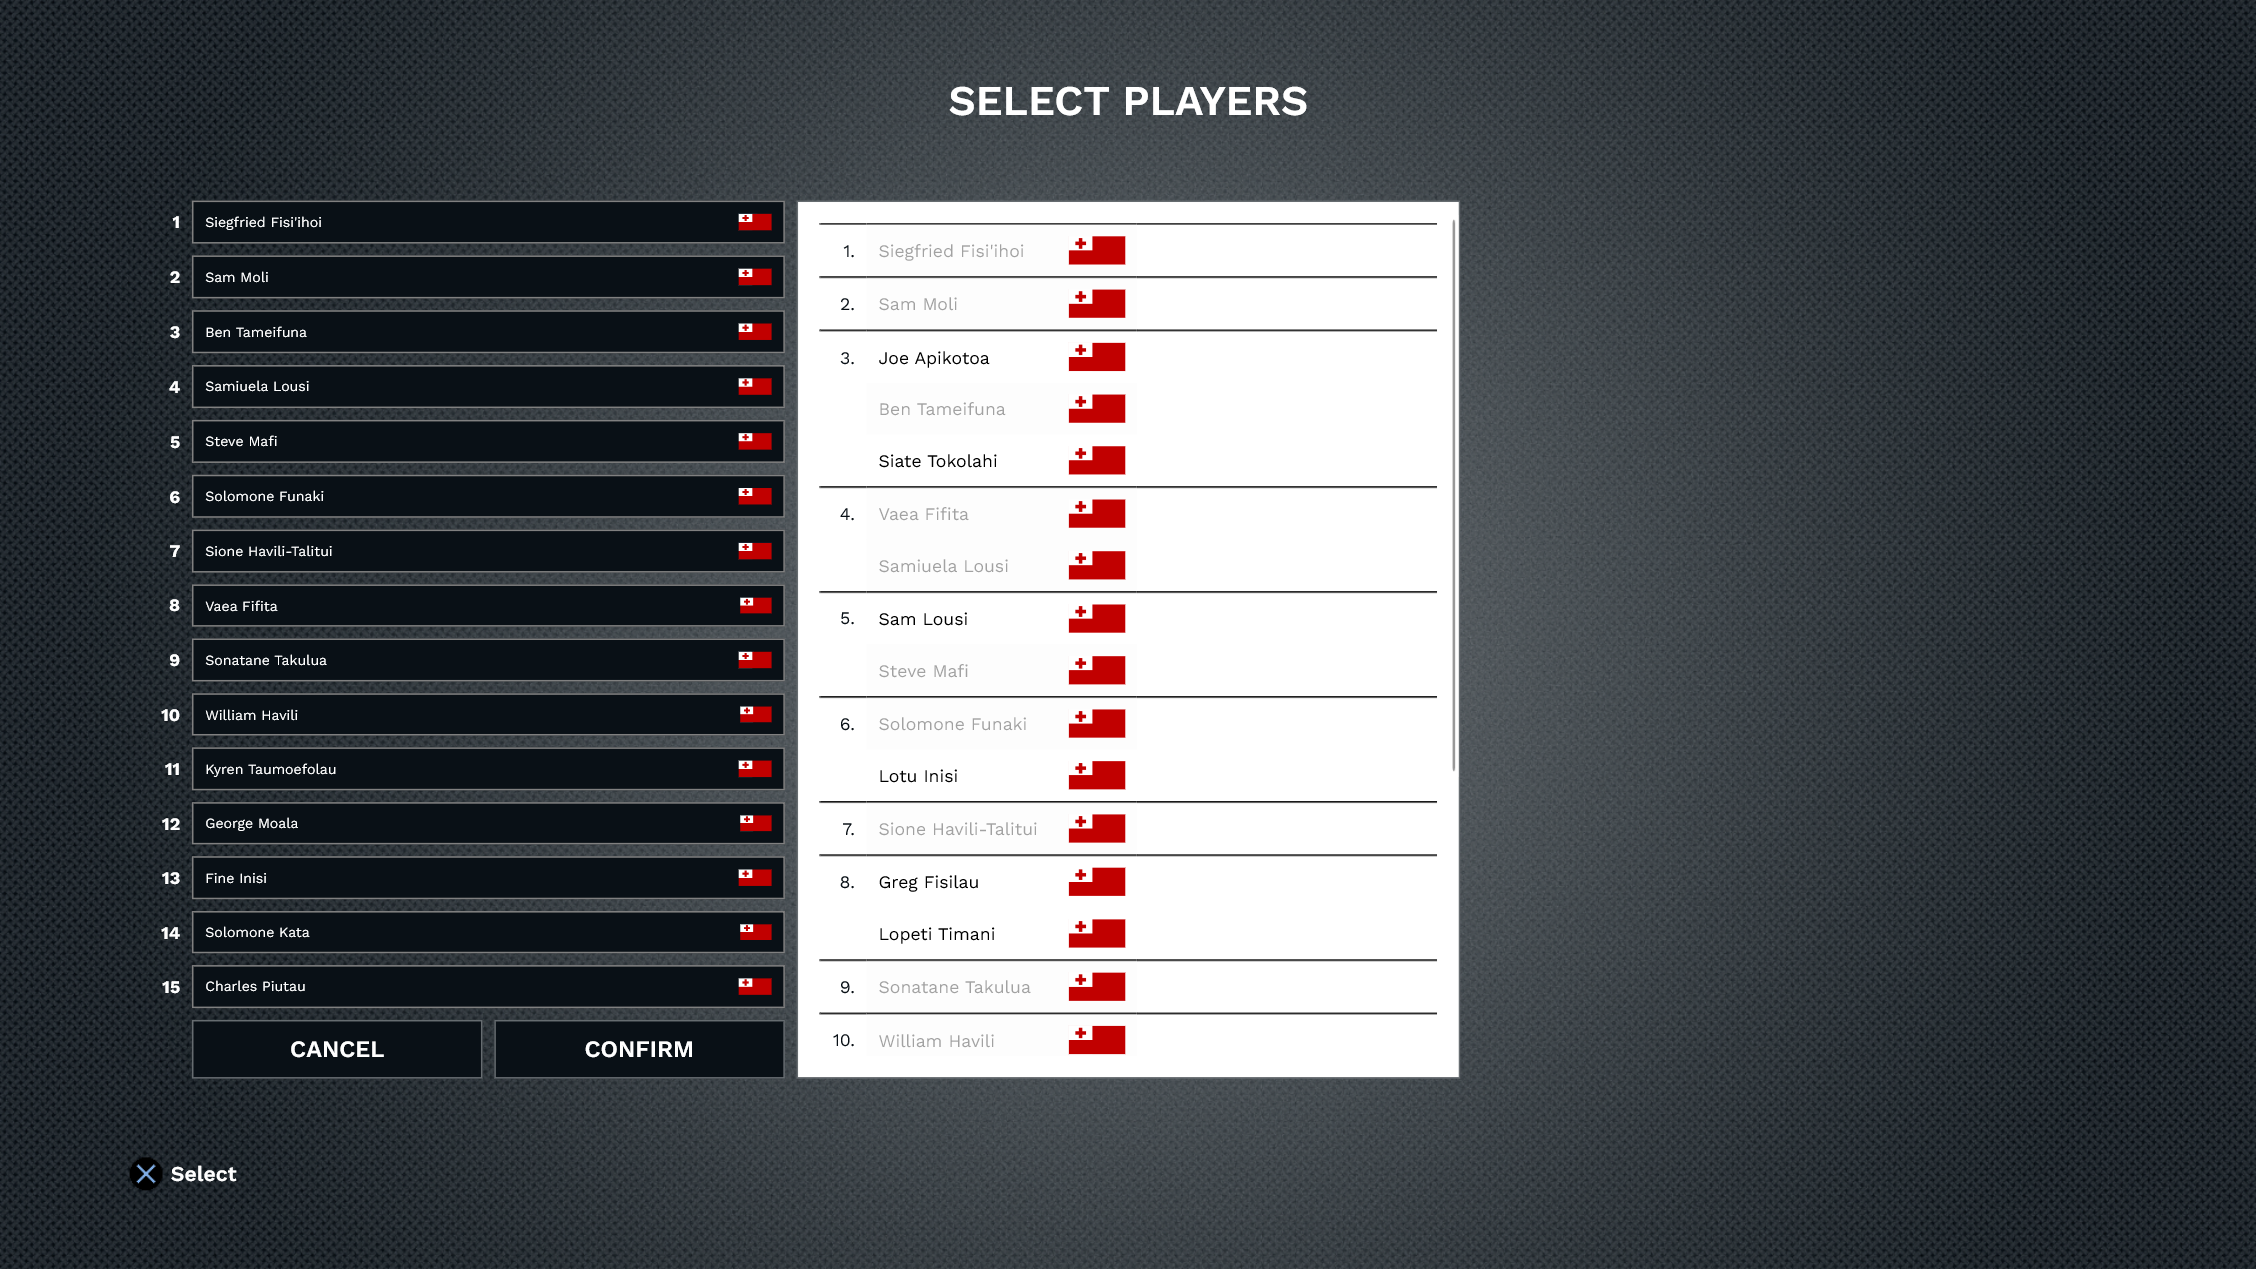 SELECT PLAYERS
1 Siegfried Fisi'ihoi
2 Sam Moli
3 Ben Tameifuna
4 Samiuela Lousi
5 Steve Mafi
6 Solomone Funaki
7 Sione Havili-Talitui
8 Vaea Fifita
9 Sonatane Takulua
10 William Havili
11 Kyren Taumoefolau
12 George Moala
13 Fine Inisi
14 Solomone Kata
15 Charles Piutau
CANCEL CONFIRM
1. Siegfried Fisi'ihoi
2. Sam Moli
3. Joe Apikotoa
Ben Tameifuna
Siate Tokolahi
4. Vaea Fifita
Samiuela Lousi
5. Sam Lousi
Steve Mafi
6. Solomone Funaki
Lotu Inisi
7. Sione Havili-Talitui
8. Greg Fisilau
Lopeti Timani
9. Sonatane Takulua
10. William Havili
Select